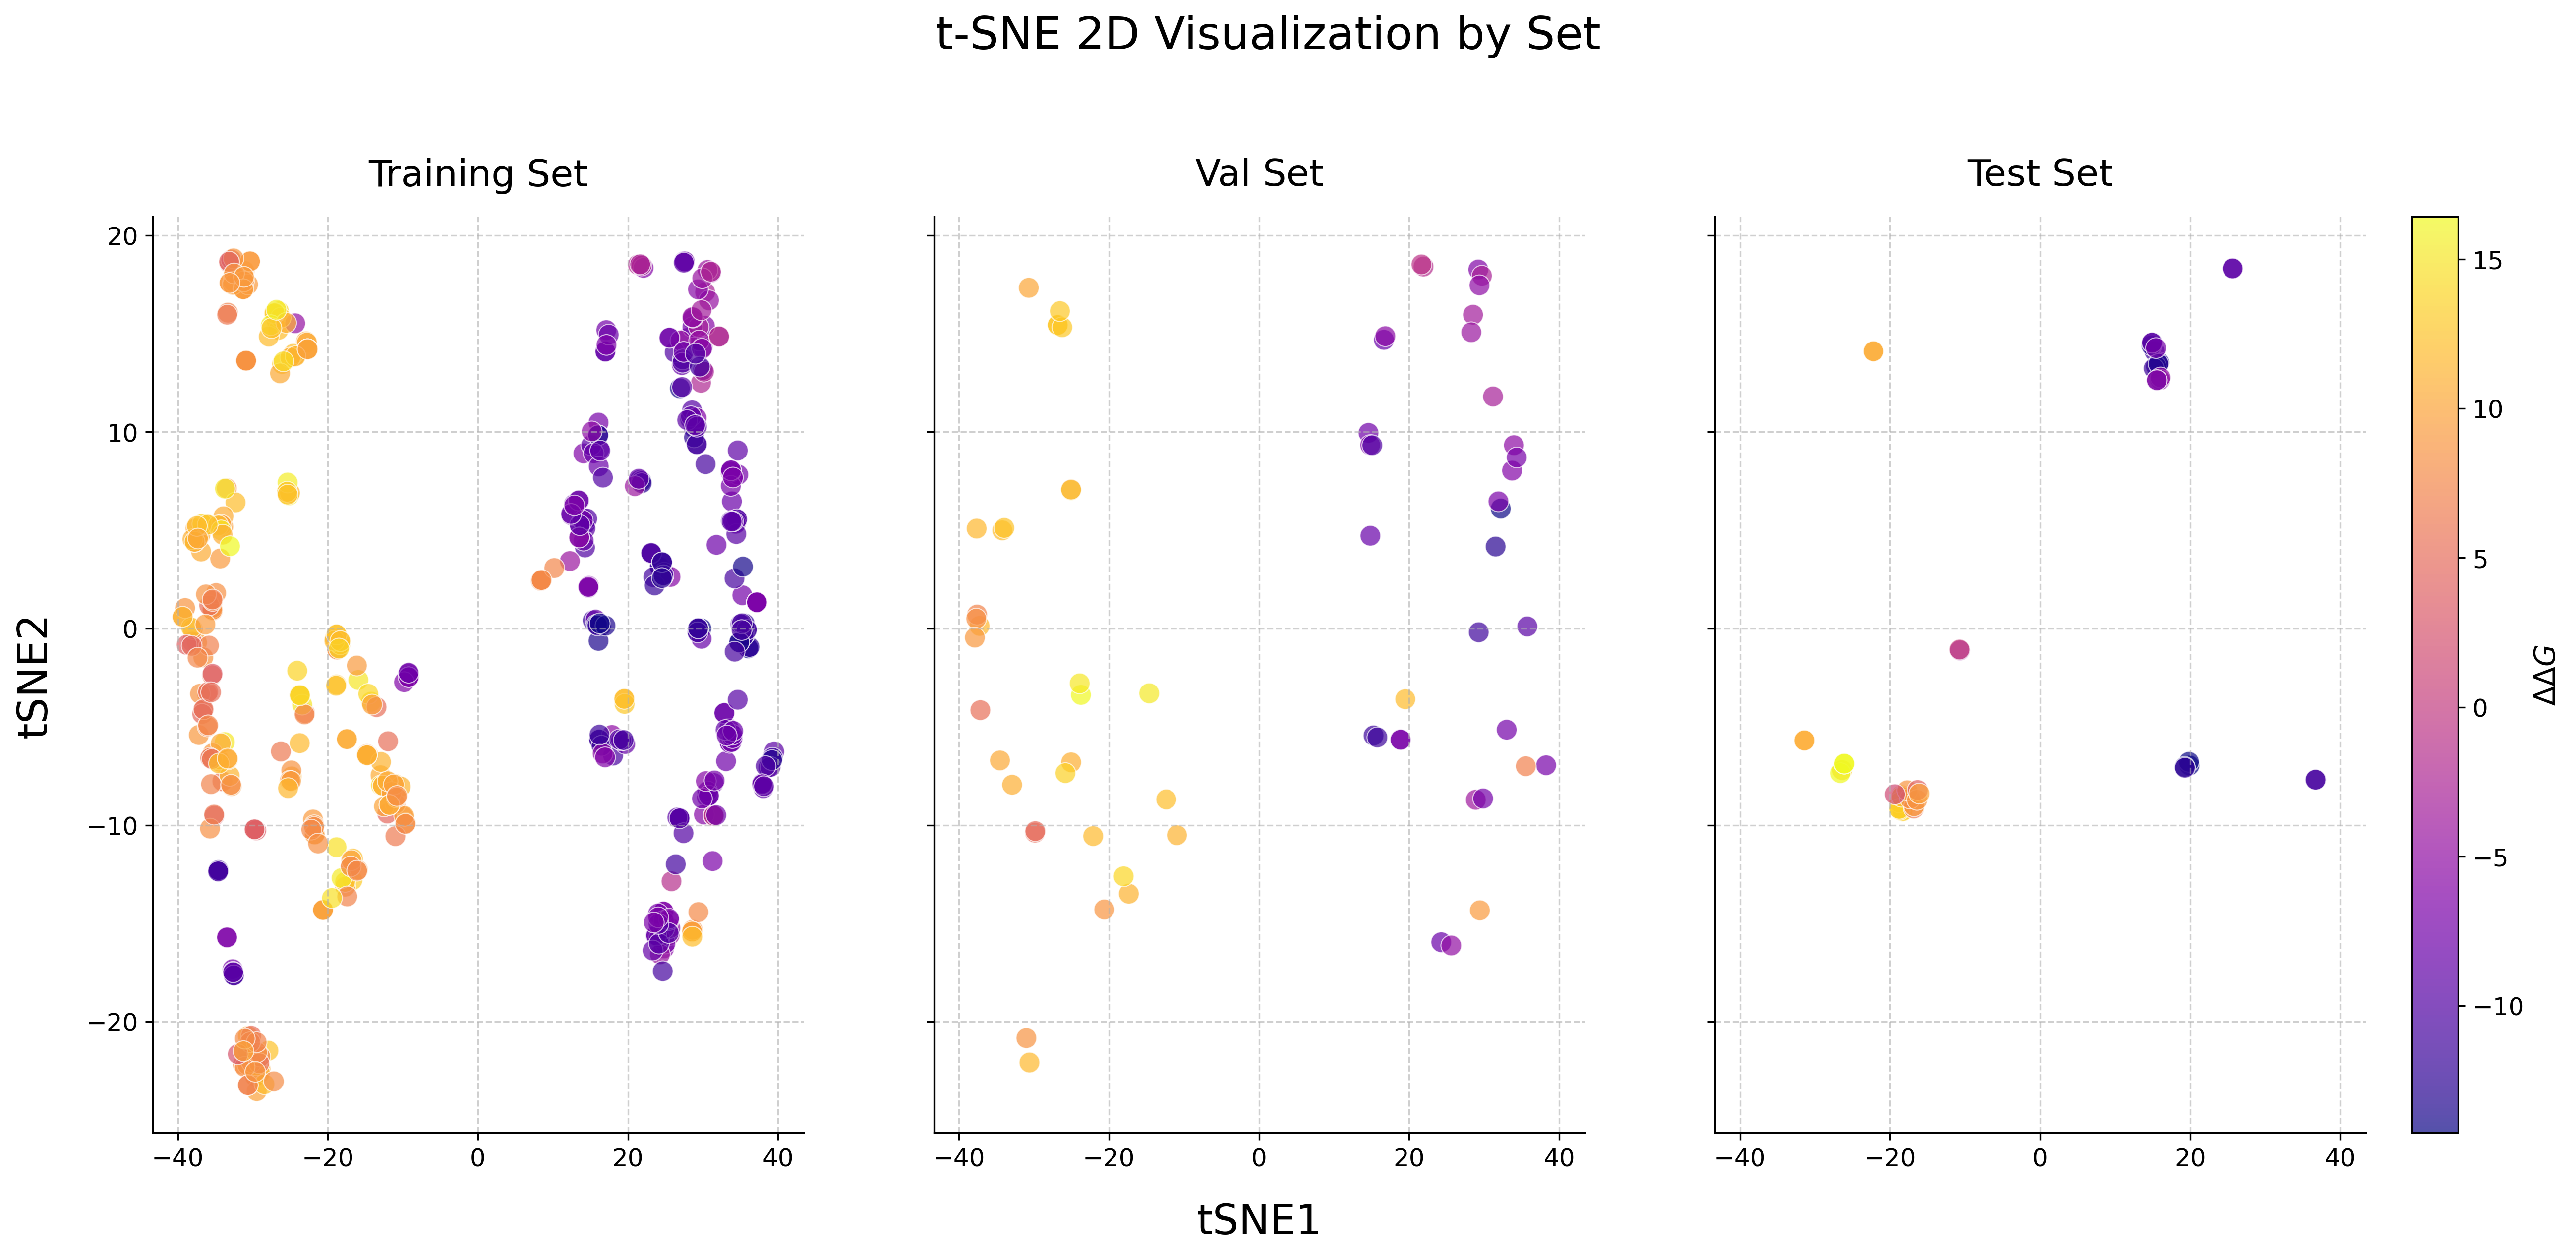 t-SNE 2D Visualization by Set
Training Set
Val Set
Test Set
20
10
0
−10
−20
tSNE2
−40 −20 0 20 40
−40 −20 0 20 40
−40 −20 0 20 40
tSNE1
15
10
5
0
−5
−10
ΔΔG